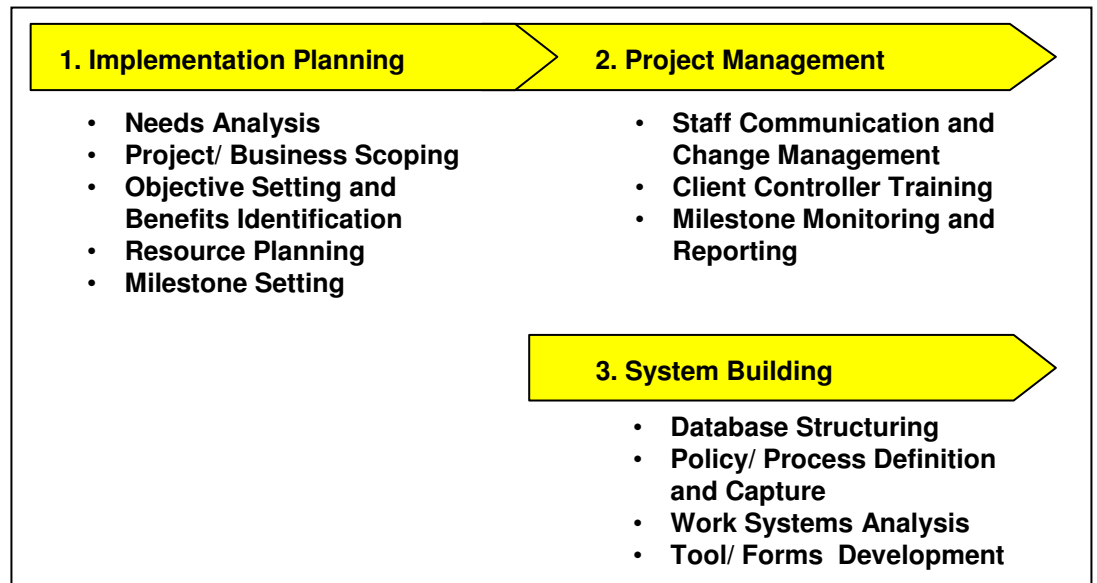 1. Implementation Planning
• Needs Analysis
• Project/ Business Scoping
• Objective Setting and
Benefits Identification
• Resource Planning
• Milestone Setting
2. Project Management
• Staff Communication and
Change Management
• Client Controller Training
• Milestone Monitoring and
Reporting
3. System Building
• Database Structuring
• Policy/ Process Definition
and Capture
• Work Systems Analysis
• Tool/ Forms  Development